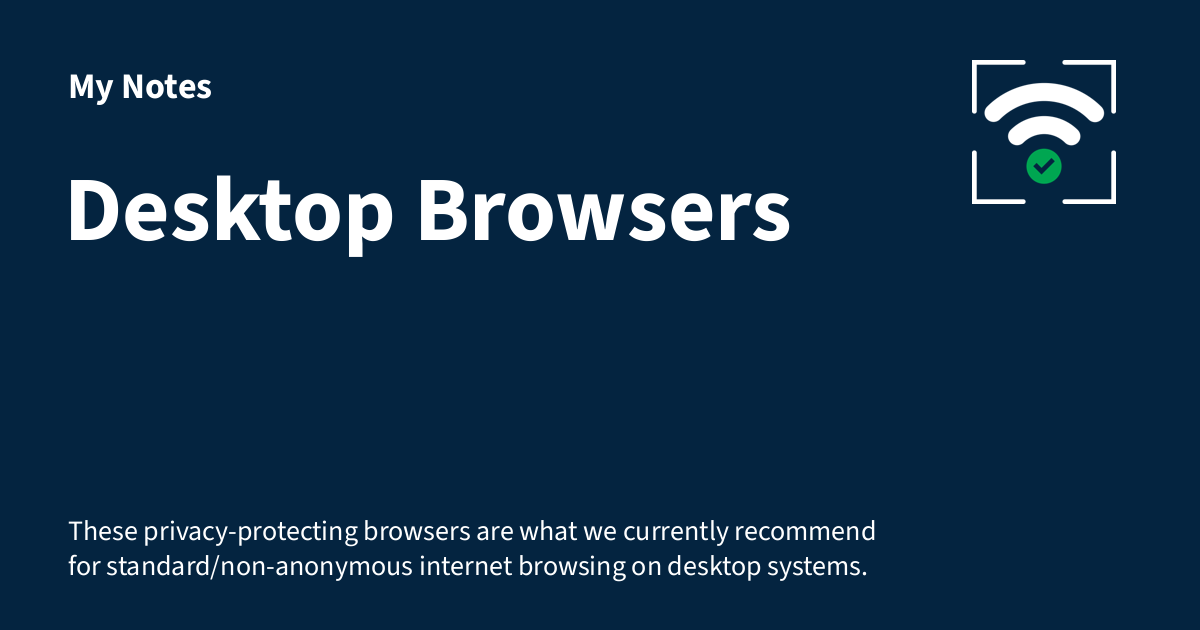 My Notes
Desktop Browsers
These privacy-protecting browsers are what we currently recommend
for standard/non-anonymous internet browsing on desktop systems.